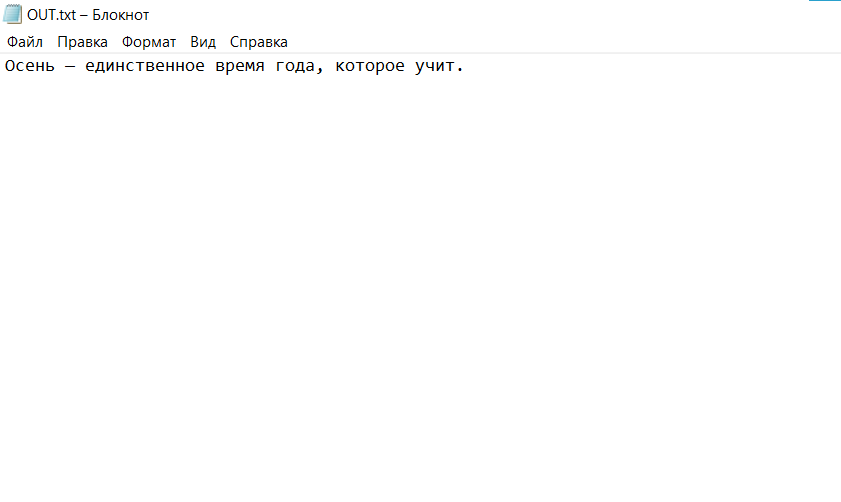 OUT.txt – Блокнот
Файл Правка Формат Вид Справка
Осень — единственное время года, которое учит.